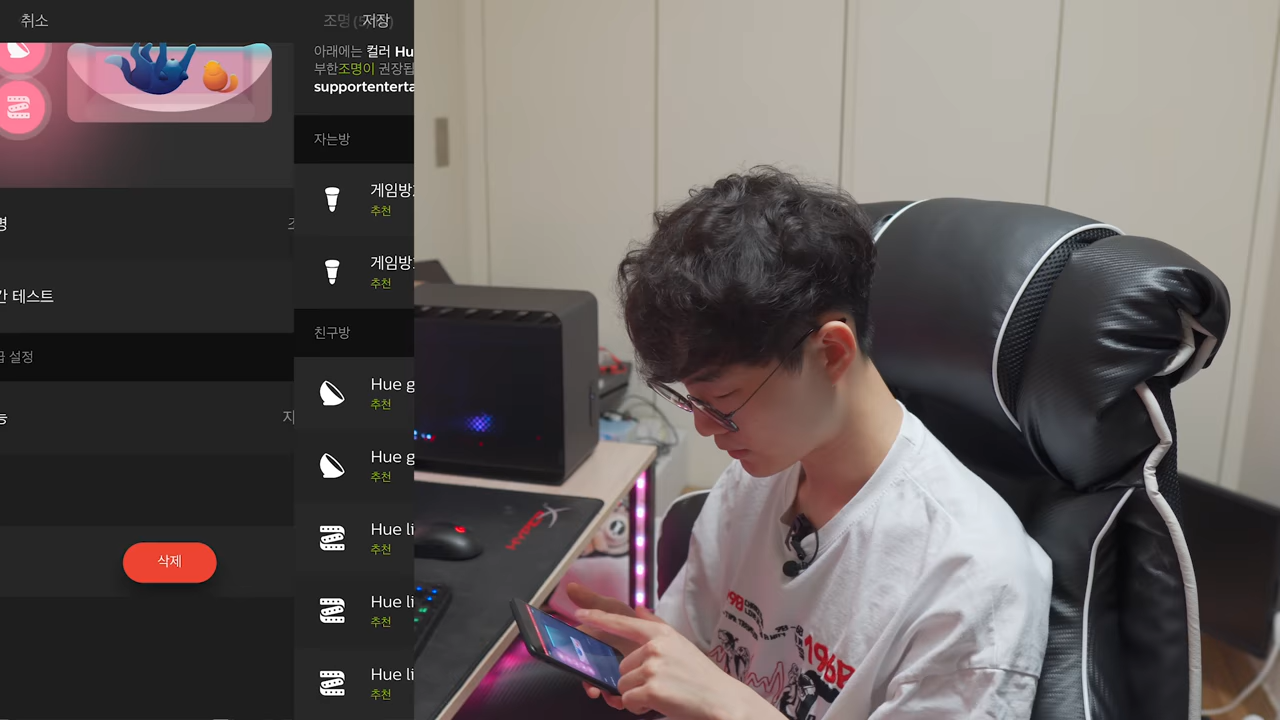 취소
저장
아래에는 컬러 Hu
부한조명이 권장됩
supportenterta
자는방
게임방
추천
게임방
추천
친구방
Hue g
추천
Hue g
추천
Hue li
추천
Hue li
추천
Hue li
추천
명
간 테스트
급 설정
능
삭제
HYPERX